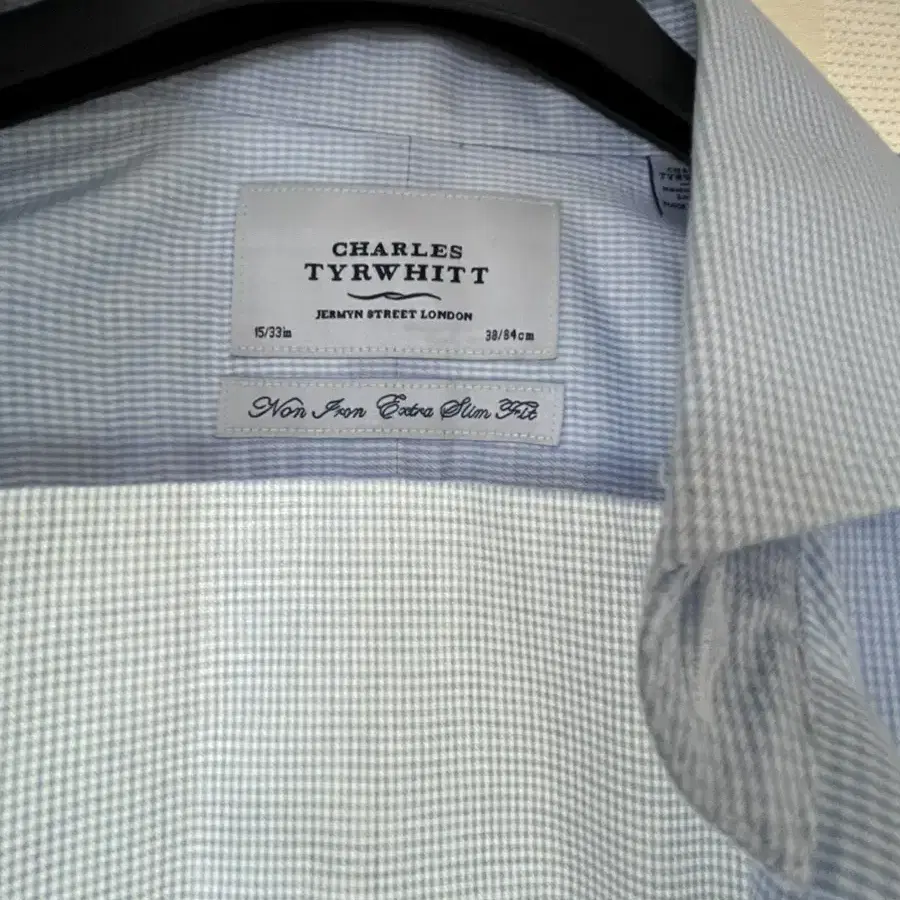 CHARLES
TYRWHITT
JERMYN STREET LONDON
15/33in 38/84cm
Non Iron Extra Slim Fit